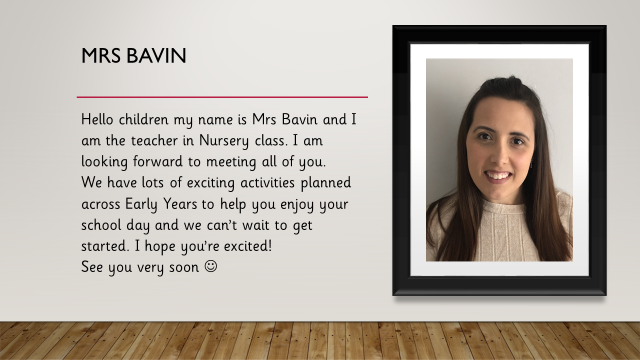 MRS BAVIN
Hello children my name is Mrs Bavin and I
am the teacher in Nursery class. I am
looking forward to meeting all of you.
We have lots of exciting activities planned
across Early Years to help you enjoy your
school day and we can't wait to get
started. I hope you're excited!
See you very soon ☺